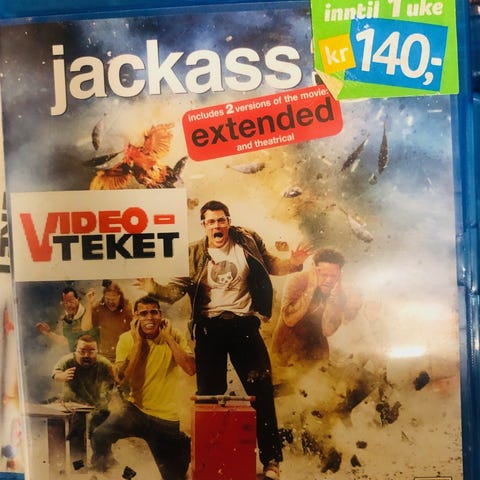 inntil 1 uke
kr 140,-
jackass
includes 2 versions of the movie:
extended
and theatrical
VIDEO-
TEKET